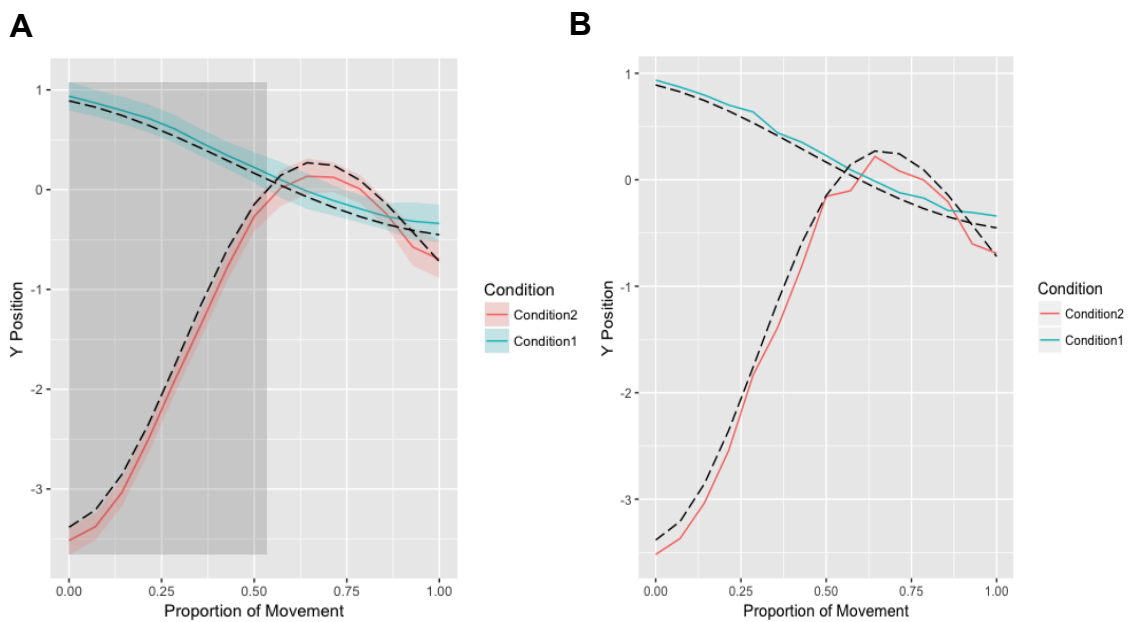 A
B
1
0
-1
-2
-3
Y Position
0.00 0.25 0.50 0.75 1.00
Proportion of Movement
Condition
Condition2
Condition1
1
0
-1
-2
-3
Y Position
0.00 0.25 0.50 0.75 1.00
Proportion of Movement
Condition
Condition2
Condition1